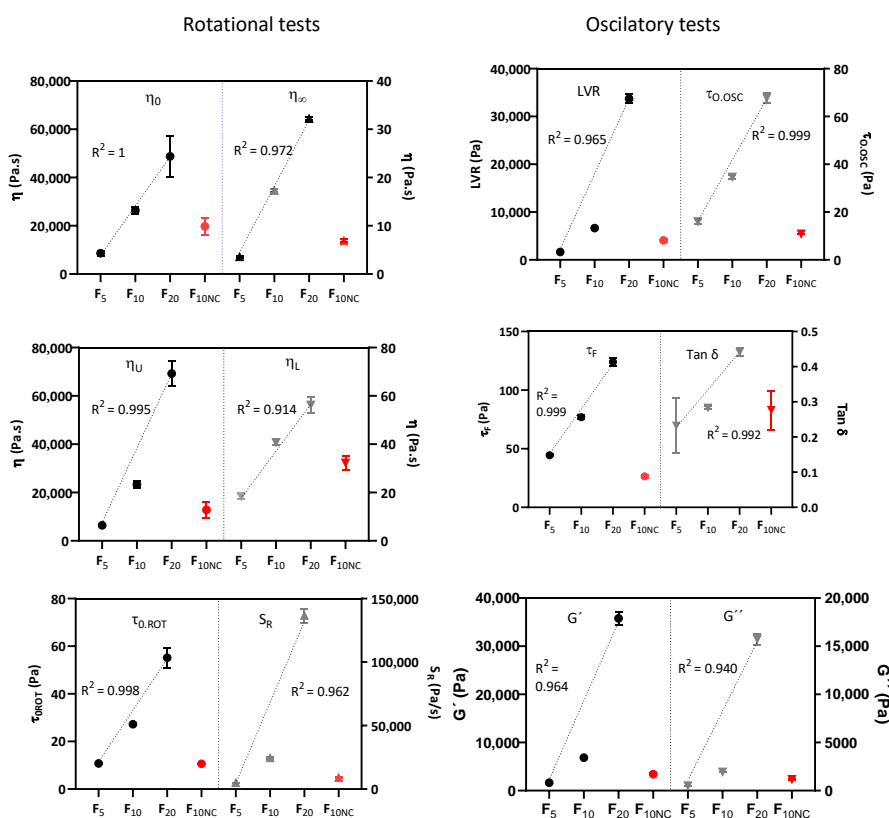 Rotational tests
Oscilatory tests
80,000
60,000
40,000
20,000
0
η (Pa.s)
η0
η∞
R2 = 1
R2 = 0.972
40
30
20
10
0
η (Pa.s)
F5 F10 F20 F10NC F5 F10 F20 F10NC
40,000
30,000
20,000
10,000
0
LVR (Pa)
LVR
τO.OSC
R2 = 0.965
R2 = 0.999
80
60
40
20
0
τO.OSC (Pa)
F5 F10 F20 F10NC F5 F10 F20 F10NC
80,000
60,000
40,000
20,000
0
η (Pa.s)
ηU
ηL
R2 = 0.995
R2 = 0.914
80
60
40
20
0
η (Pa.s)
F5 F10 F20 F10NC F5 F10 F20 F10NC
150
100
50
0
τF (Pa)
τF
Tan δ
R2 =
0.999
R2 = 0.992
0.5
0.4
0.3
0.2
0.1
0.0
Tan δ
F5 F10 F20 F10NC F5 F10 F20 F10NC
80
60
40
20
0
τ0ROT (Pa)
τ0.ROT
SR
R2 = 0.998
R2 = 0.962
150,000
100,000
50,000
0
SR (Pa/s)
F5 F10 F20 F10NC F5 F10 F20 F10NC
40,000
30,000
20,000
10,000
0
G´ (Pa)
G´
G´´
R2 =
0.964
R2 = 0.940
20,000
15,000
10,000
5000
0
G´´ (Pa)
F5 F10 F20 F10NC F5 F10 F20 F10NC